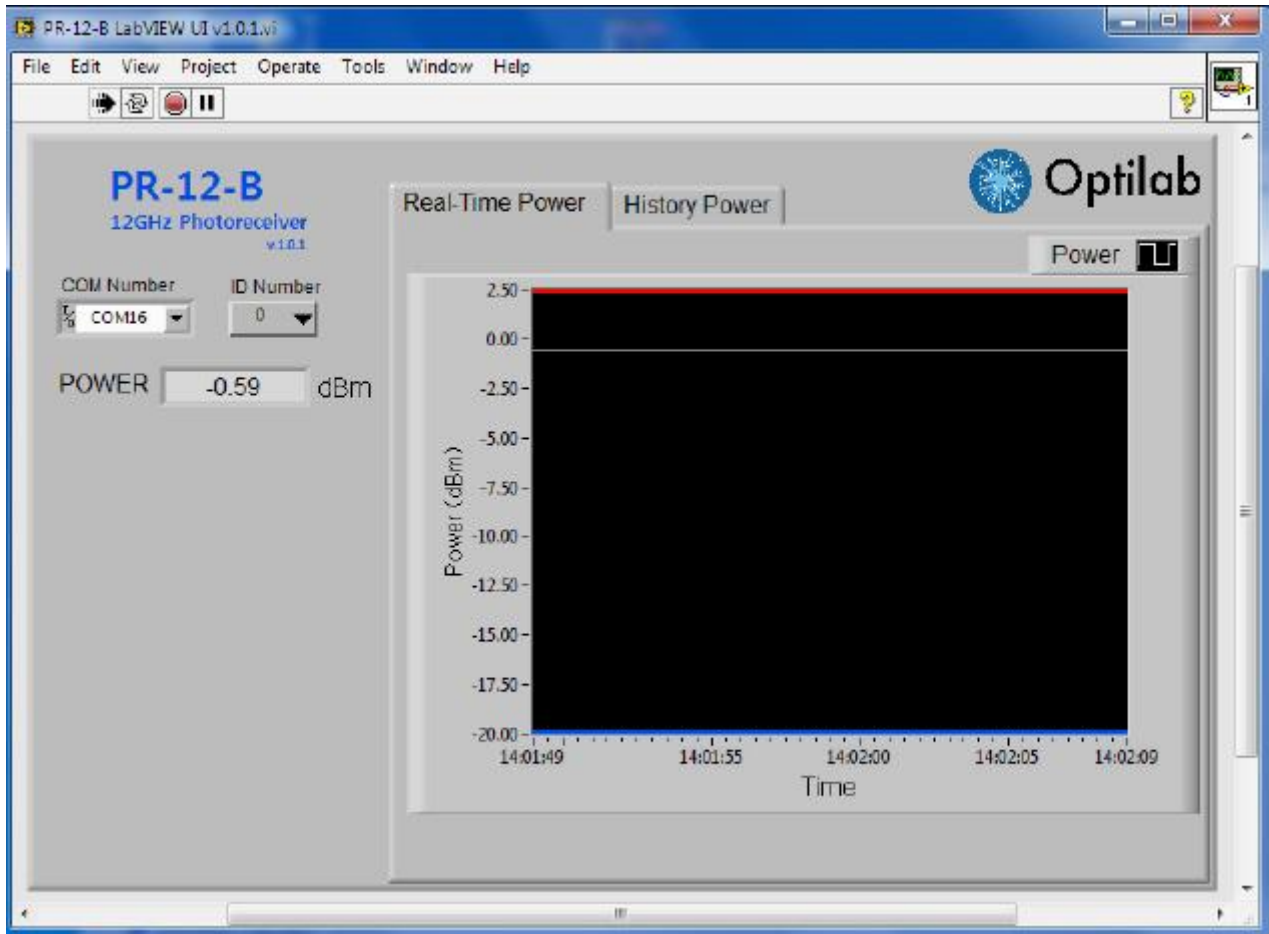 PR-12-B LabVIEW UI v1.0.1.vi
File Edit View Project Operate Tools Window Help
1
PR-12-B
12GHz Photoreceiver
v.1.0.1
Optilab
Real-Time Power History Power
COM Number ID Number
COM16 0
POWER -0.59 dBm
Power
2.50
0.00
-2.50
-5.00
-7.50
-10.00
-12.50
-15.00
-17.50
-20.00
Power (dBm)
14:01:49 14:01:55 14:02:00 14:02:05 14:02:09
Time